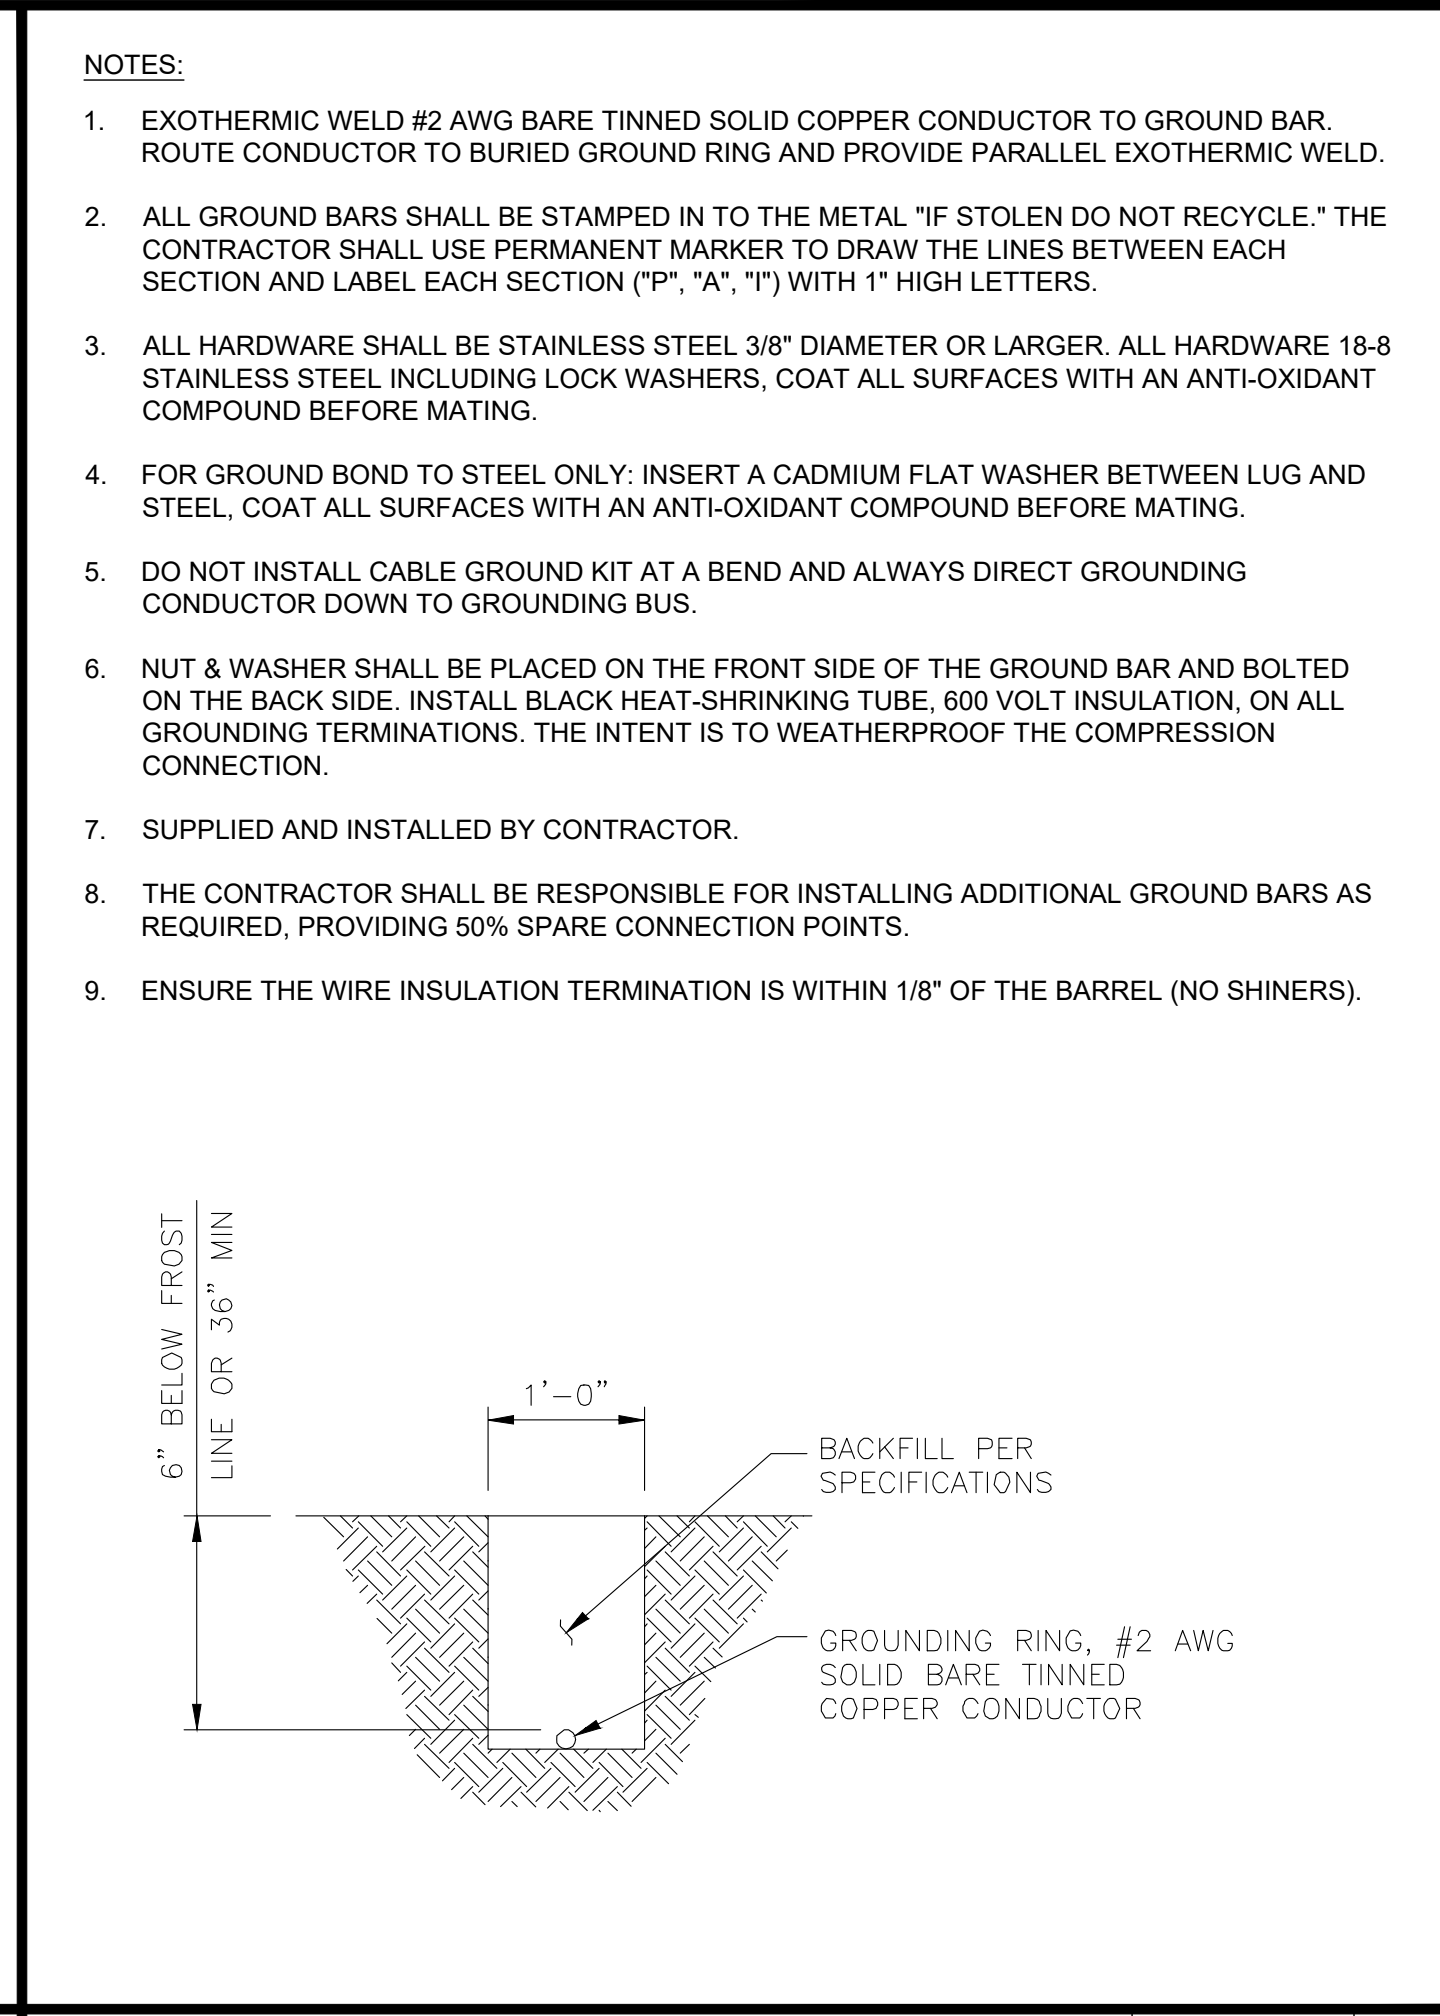 NOTES:
1. EXOTHERMIC WELD #2 AWG BARE TINNED SOLID COPPER CONDUCTOR TO GROUND BAR.
ROUTE CONDUCTOR TO BURIED GROUND RING AND PROVIDE PARALLEL EXOTHERMIC WELD.
2. ALL GROUND BARS SHALL BE STAMPED IN TO THE METAL "IF STOLEN DO NOT RECYCLE." THE
CONTRACTOR SHALL USE PERMANENT MARKER TO DRAW THE LINES BETWEEN EACH
SECTION AND LABEL EACH SECTION ("P", "A", "I") WITH 1" HIGH LETTERS.
3. ALL HARDWARE SHALL BE STAINLESS STEEL 3/8" DIAMETER OR LARGER. ALL HARDWARE 18-8
STAINLESS STEEL INCLUDING LOCK WASHERS, COAT ALL SURFACES WITH AN ANTI-OXIDANT
COMPOUND BEFORE MATING.
4. FOR GROUND BOND TO STEEL ONLY: INSERT A CADMIUM FLAT WASHER BETWEEN LUG AND
STEEL, COAT ALL SURFACES WITH AN ANTI-OXIDANT COMPOUND BEFORE MATING.
5. DO NOT INSTALL CABLE GROUND KIT AT A BEND AND ALWAYS DIRECT GROUNDING
CONDUCTOR DOWN TO GROUNDING BUS.
6. NUT & WASHER SHALL BE PLACED ON THE FRONT SIDE OF THE GROUND BAR AND BOLTED
ON THE BACK SIDE. INSTALL BLACK HEAT-SHRINKING TUBE, 600 VOLT INSULATION, ON ALL
GROUNDING TERMINATIONS. THE INTENT IS TO WEATHERPROOF THE COMPRESSION
CONNECTION.
7. SUPPLIED AND INSTALLED BY CONTRACTOR.
8. THE CONTRACTOR SHALL BE RESPONSIBLE FOR INSTALLING ADDITIONAL GROUND BARS AS
REQUIRED, PROVIDING 50% SPARE CONNECTION POINTS.
9. ENSURE THE WIRE INSULATION TERMINATION IS WITHIN 1/8" OF THE BARREL (NO SHINERS).
6" BELOW FROST
LINE OR 36" MIN
1'-0"
BACKFILL PER
SPECIFICATIONS
GROUNDING RING, #2 AWG
SOLID BARE TINNED
COPPER CONDUCTOR